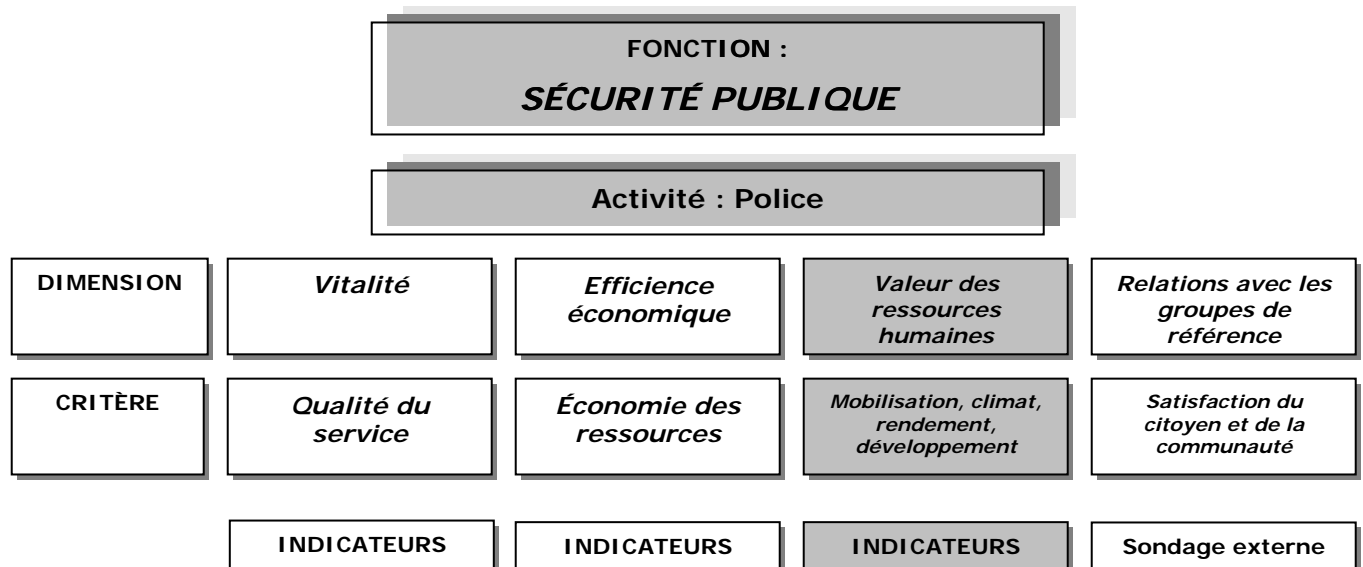 FONCTION :
SÉCURITÉ PUBLIQUE
Activité : Police
DIMENSION
Vitalité
Efficience
économique
Valeur des
ressources
humaines
Relations avec les
groupes de
référence
CRITÈRE
Qualité du
service
Économie des
ressources
Mobilisation, climat,
rendement,
développement
Satisfaction du
citoyen et de la
communauté
INDICATEURS
INDICATEURS
INDICATEURS
Sondage externe